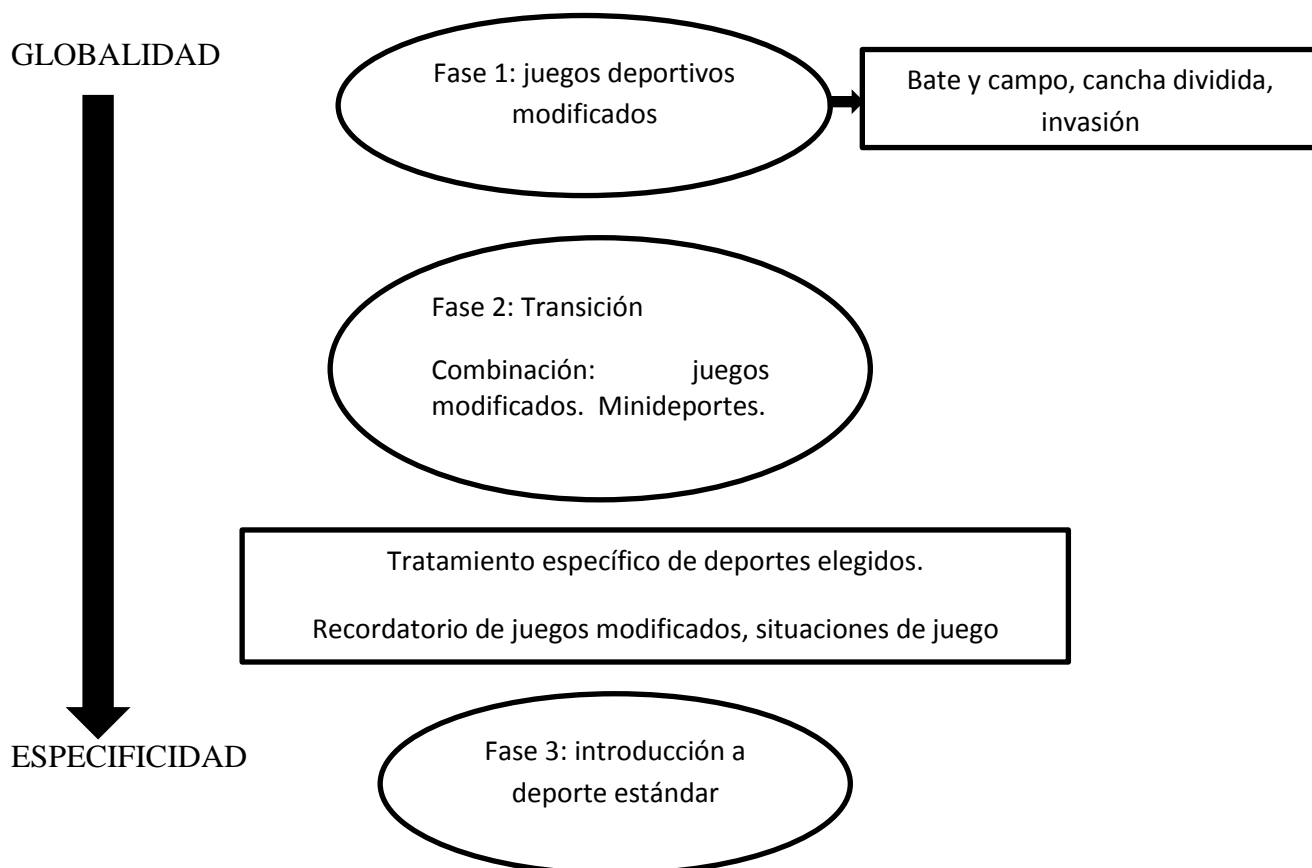 GLOBALIDAD
Fase 1: juegos deportivos
modificados
Bate y campo, cancha dividida,
invasión
Fase 2: Transición
Combinación: juegos
modificados. Minideportes.
Tratamiento específico de deportes elegidos.
Recordatorio de juegos modificados, situaciones de juego
ESPECIFICIDAD
Fase 3: introducción a
deporte estándar